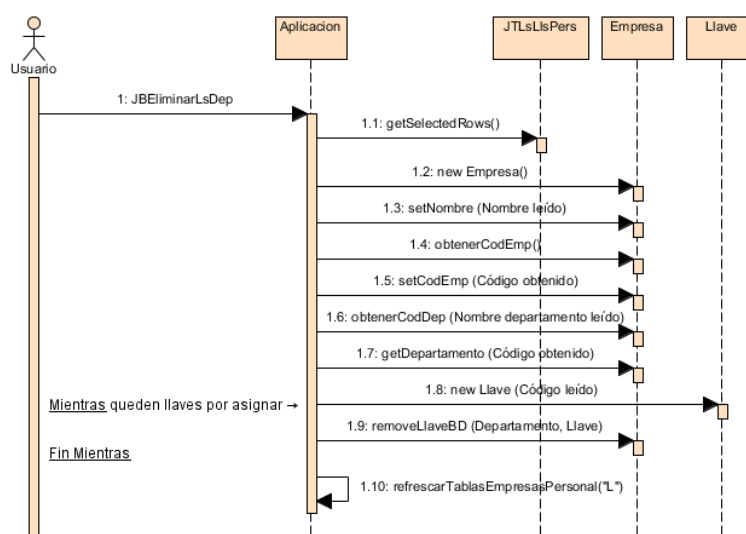 Aplicacion
JTLsLlsPers
Empresa
Llave
Usuario
1: JBEliminarLsDep
1.1: getSelectedRows()
1.2: new Empresa()
1.3: setNombre (Nombre leído)
1.4: obtenerCodEmp()
1.5: setCodEmp (Código obtenido)
1.6: obtenerCodDep (Nombre departamento leído)
1.7: getDepartamento (Código obtenido)
1.8: new Llave (Código leído)
Mientras queden llaves por asignar →
1.9: removeLlaveBD (Departamento, Llave)
Fin Mientras
1.10: refrescarTablasEmpresasPersonal("L")